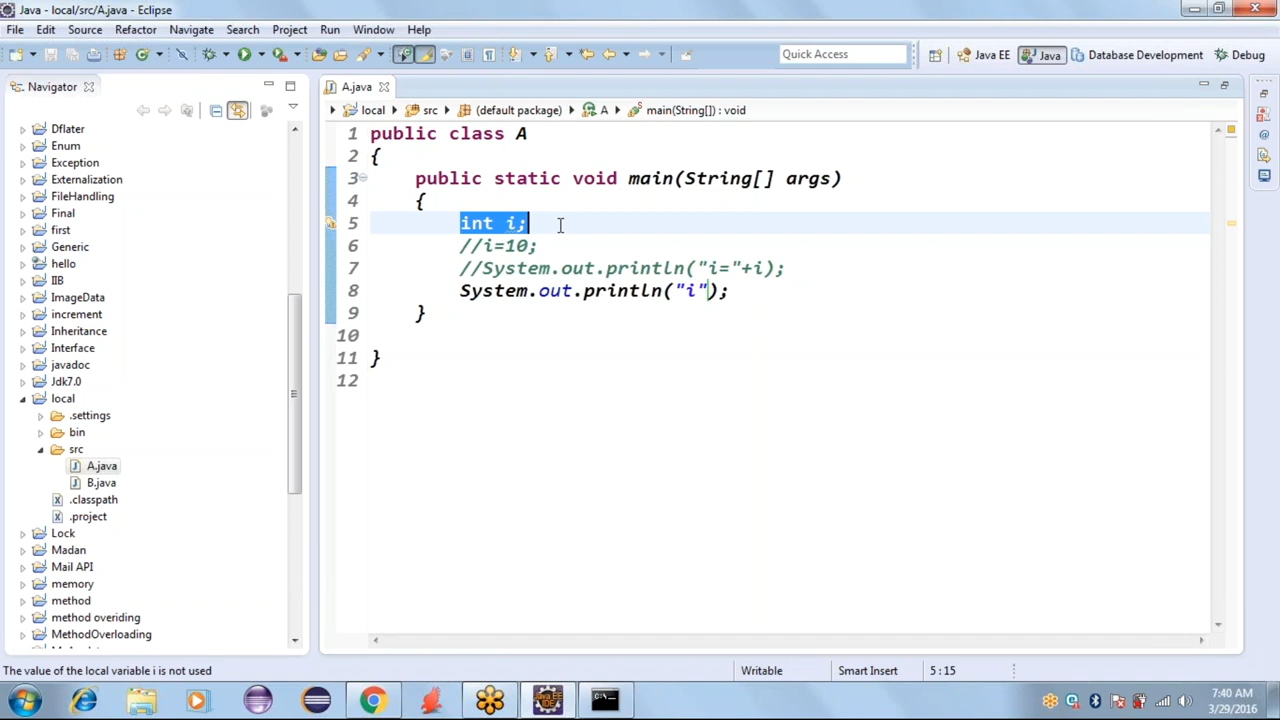 Java - local/src/A.java - Eclipse
File Edit Source Refactor Navigate Search Project Run Window Help
Quick Access Java EE Java Database Development Debug
Navigator
A.java
local src (default package) A main(String[]) : void
Dflater
Enum
Exception
Externalization
FileHandling
Final
first
Generic
hello
IIB
ImageData
increment
Inheritance
Interface
javadoc
Jdk7.0
local
.settings
bin
src
A.java
B.java
.classpath
.project
Lock
Madan
Mail API
memory
method
method overiding
MethodOverloading
1 public class A
2 {
3 public static void main(String[] args)
4 {
5 int i;
6 //i=10;
7 //System.out.println("i="+i);
8 System.out.println("i");
9 }
10
11 }
12
The value of the local variable i is not used Writable Smart Insert 5 : 15
7:40 AM
3/29/2016